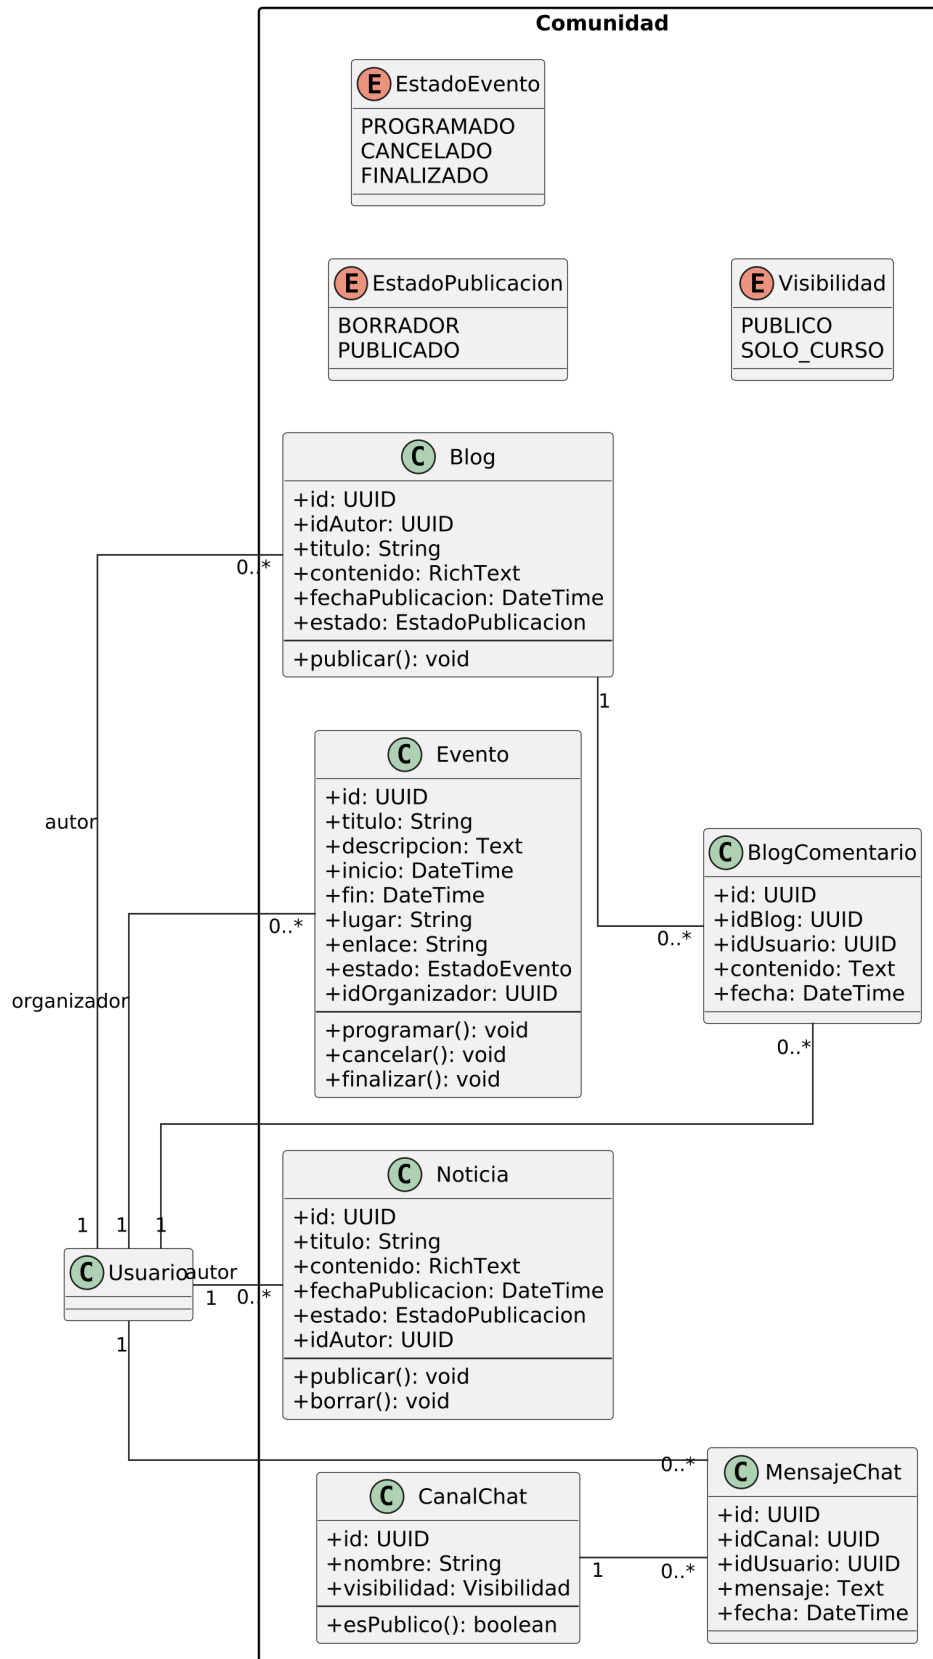 Comunidad
E EstadoEvento
PROGRAMADO
CANCELADO
FINALIZADO
E EstadoPublicacion
BORRADOR
PUBLICADO
E Visibilidad
PUBLICO
SOLO_CURSO
C Blog
+id: UUID
+idAutor: UUID
+titulo: String
+contenido: RichText
+fechaPublicacion: DateTime
+estado: EstadoPublicacion
+publicar(): void
0..*
1
autor
C Evento
+id: UUID
+titulo: String
+descripcion: Text
+inicio: DateTime
+fin: DateTime
+lugar: String
+enlace: String
+estado: EstadoEvento
+idOrganizador: UUID
+programar(): void
+cancelar(): void
+finalizar(): void
0..*
organizador
C BlogComentario
+id: UUID
+idBlog: UUID
+idUsuario: UUID
+contenido: Text
+fecha: DateTime
0..*
0..*
1
1
1
C Usuario
autor
1
0..*
1
C Noticia
+id: UUID
+titulo: String
+contenido: RichText
+fechaPublicacion: DateTime
+estado: EstadoPublicacion
+idAutor: UUID
+publicar(): void
+borrar(): void
0..*
C CanalChat
+id: UUID
+nombre: String
+visibilidad: Visibilidad
+esPublico(): boolean
1
0..*
C MensajeChat
+id: UUID
+idCanal: UUID
+idUsuario: UUID
+mensaje: Text
+fecha: DateTime